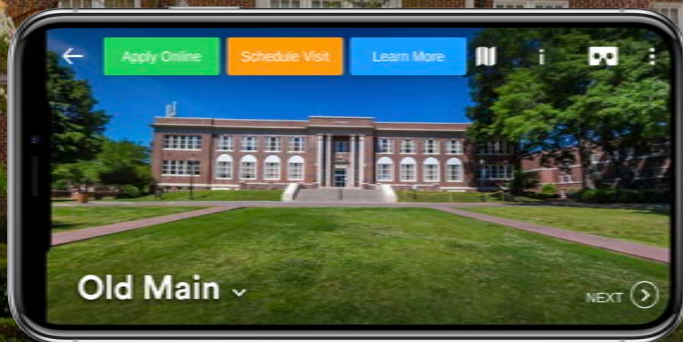 Apply Online
Schedule Visit
Learn More
i
Old Main
NEXT